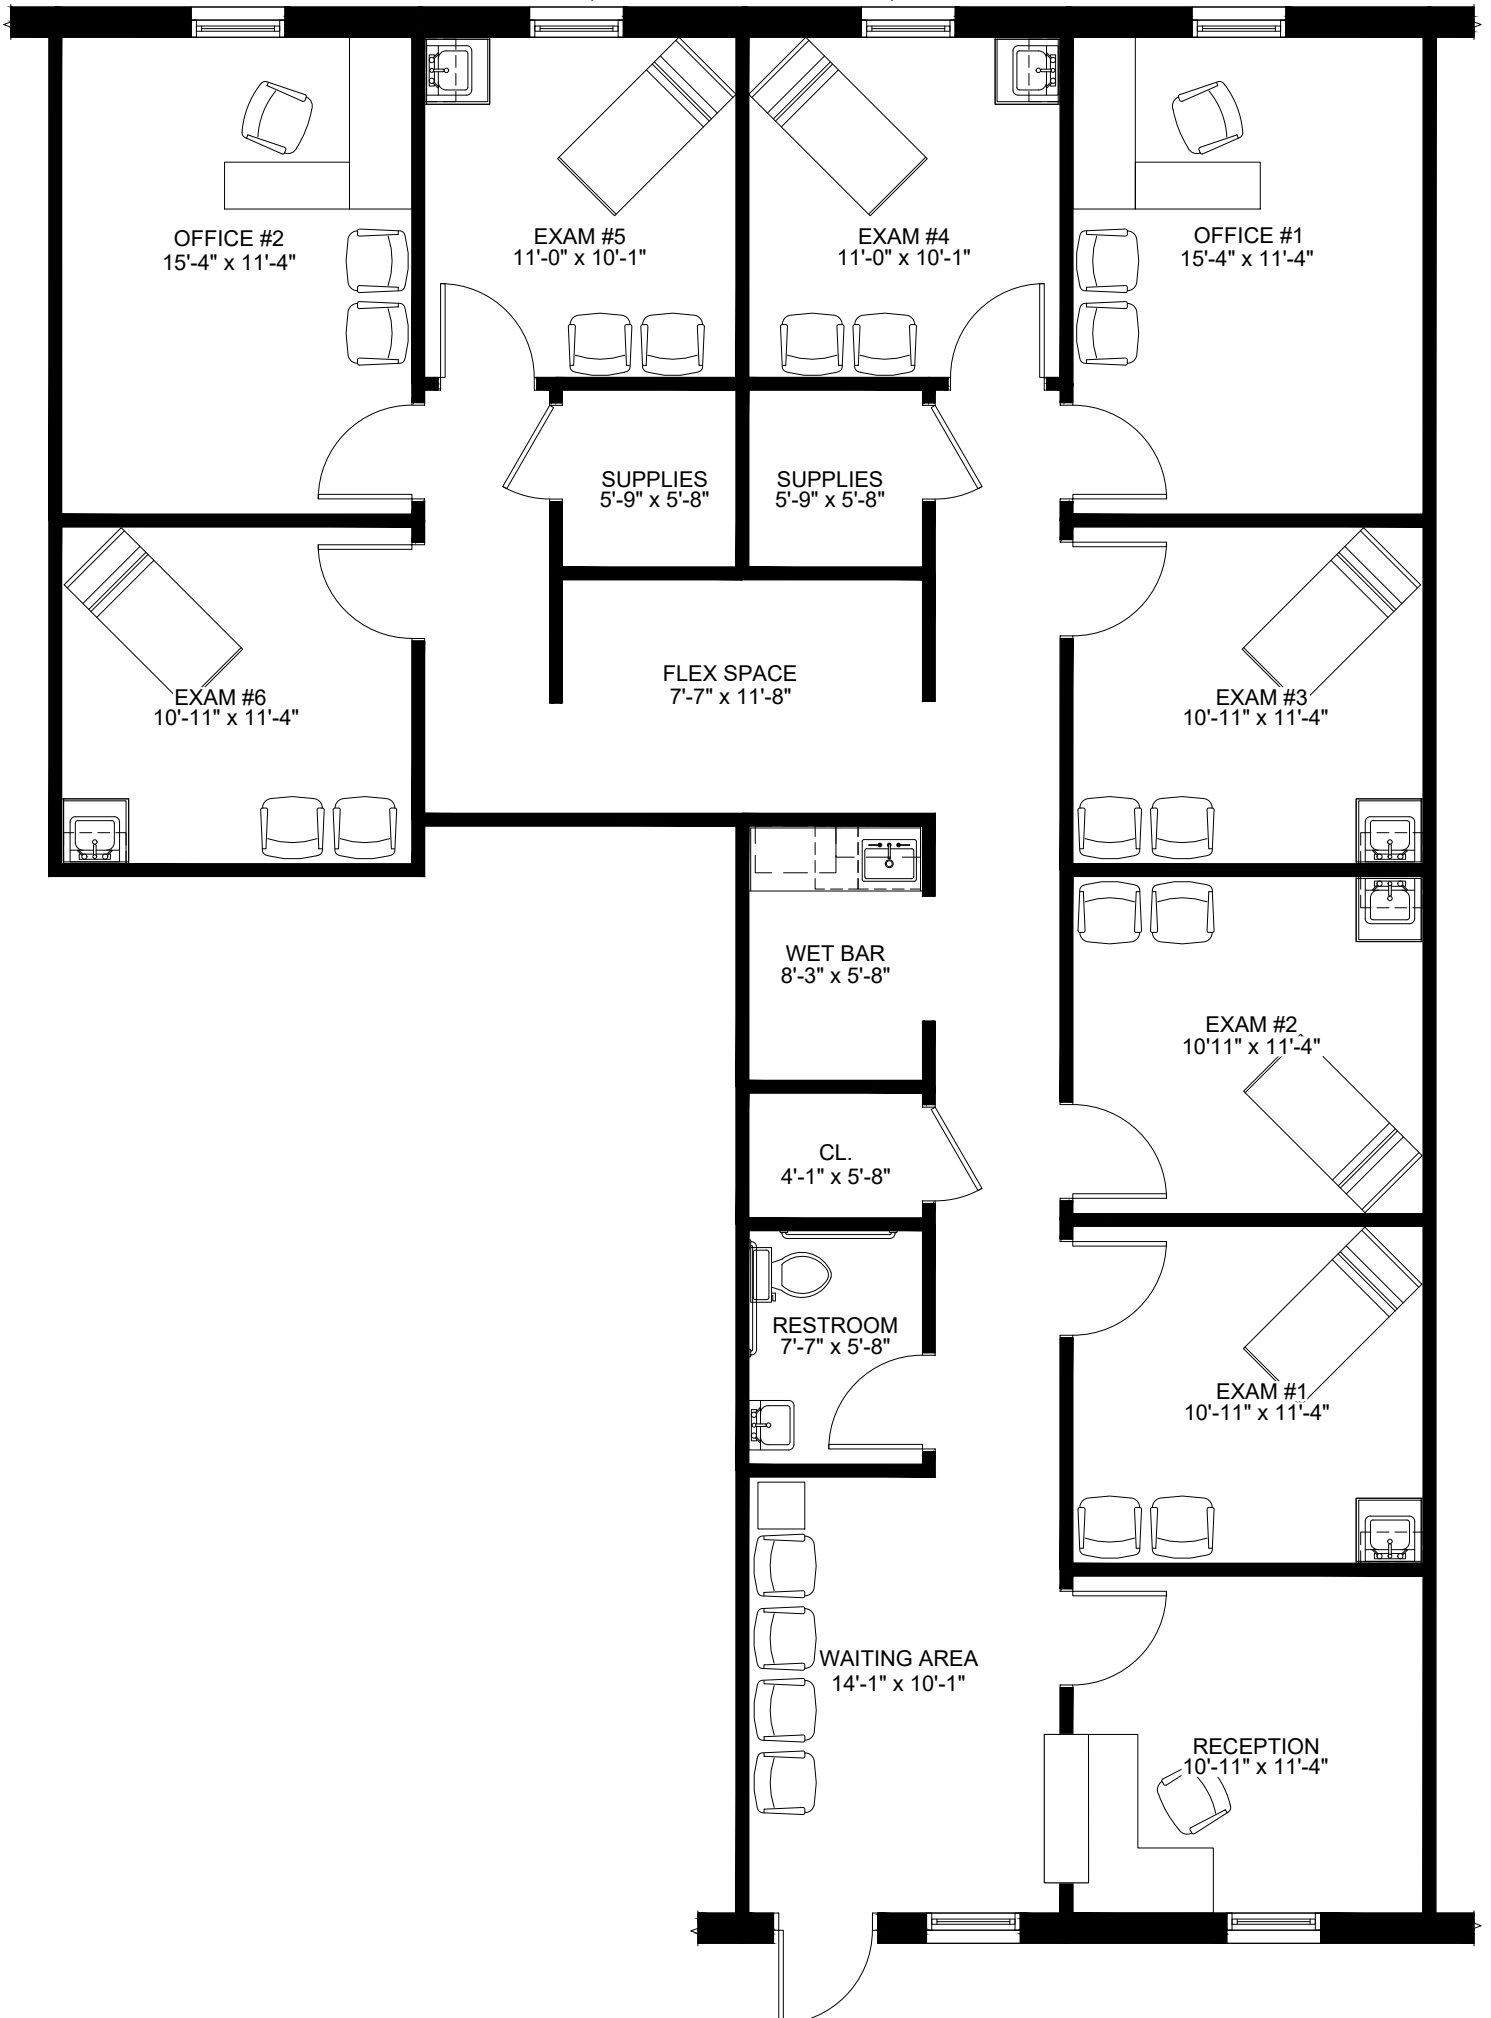 OFFICE #2
15'-4" x 11'-4"
EXAM #5
11'-0" x 10'-1"
EXAM #4
11'-0" x 10'-1"
OFFICE #1
15'-4" x 11'-4"
SUPPLIES
5'-9" x 5'-8"
SUPPLIES
5'-9" x 5'-8"
FLEX SPACE
7'-7" x 11'-8"
EXAM #6
10'-11" x 11'-4"
EXAM #3
10'-11" x 11'-4"
WET BAR
8'-3" x 5'-8"
EXAM #2
10'11" x 11'-4"
CL.
4'-1" x 5'-8"
RESTROOM
7'-7" x 5'-8"
EXAM #1
10'-11" x 11'-4"
WAITING AREA
14'-1" x 10'-1"
RECEPTION
10'-11" x 11'-4"